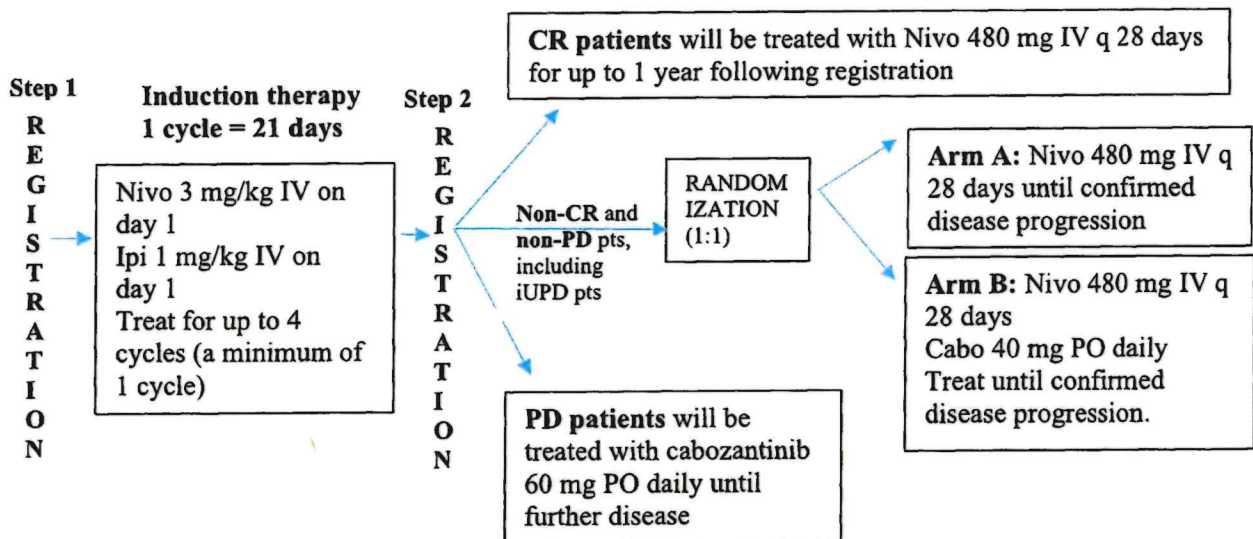 Step 1
REGISTRATION
Induction therapy
1 cycle = 21 days
Nivo 3 mg/kg IV on
day 1
Ipi 1 mg/kg IV on
day 1
Treat for up to 4
cycles (a minimum of
1 cycle)
Step 2
REGISTRATION
CR patients will be treated with Nivo 480 mg IV q 28 days
for up to 1 year following registration
Non-CR and
non-PD pts,
including
iUPD pts
RANDOM
IZATION
(1:1)
Arm A: Nivo 480 mg IV q
28 days until confirmed
disease progression
Arm B: Nivo 480 mg IV q
28 days
Cabo 40 mg PO daily
Treat until confirmed
disease progression.
PD patients will be
treated with cabozantinib
60 mg PO daily until
further disease